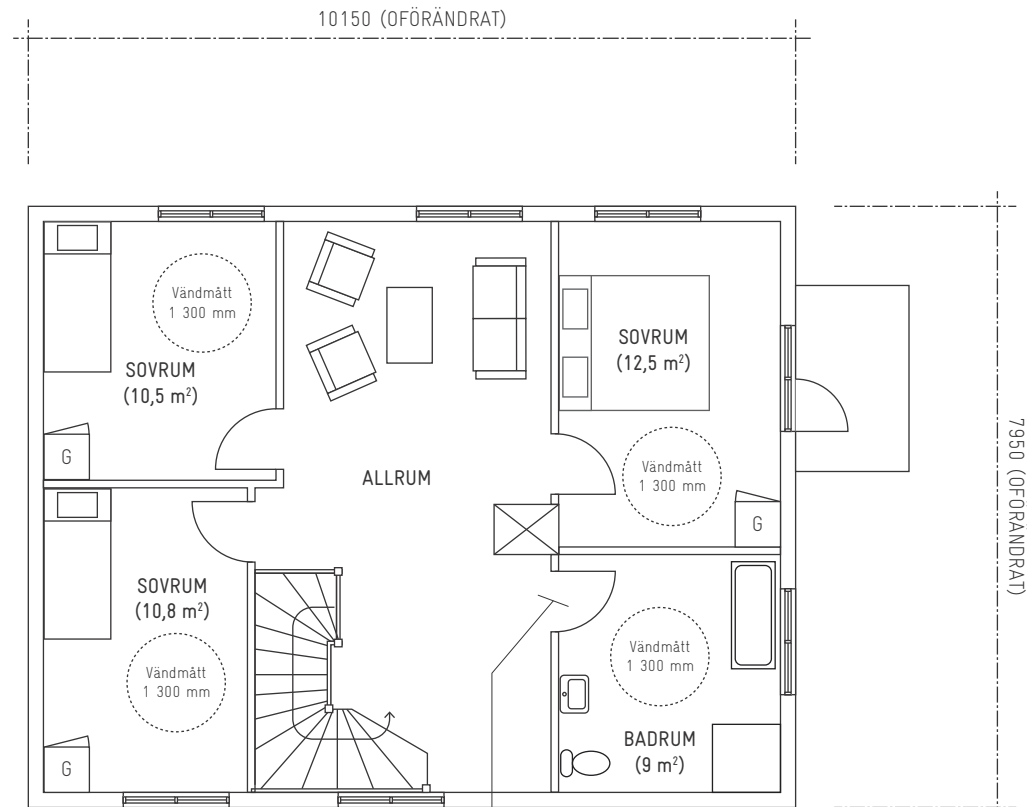 10150 (OFÖRÄNDRAT)
Vändmått
1 300 mm
SOVRUM
(10,5 m²)
G
SOVRUM
(12,5 m²)
Vändmått
1 300 mm
G
ALLRUM
7950 (OFÖRÄNDRAT)
SOVRUM
(10,8 m²)
Vändmått
1 300 mm
G
Vändmått
1 300 mm
BADRUM
(9 m²)